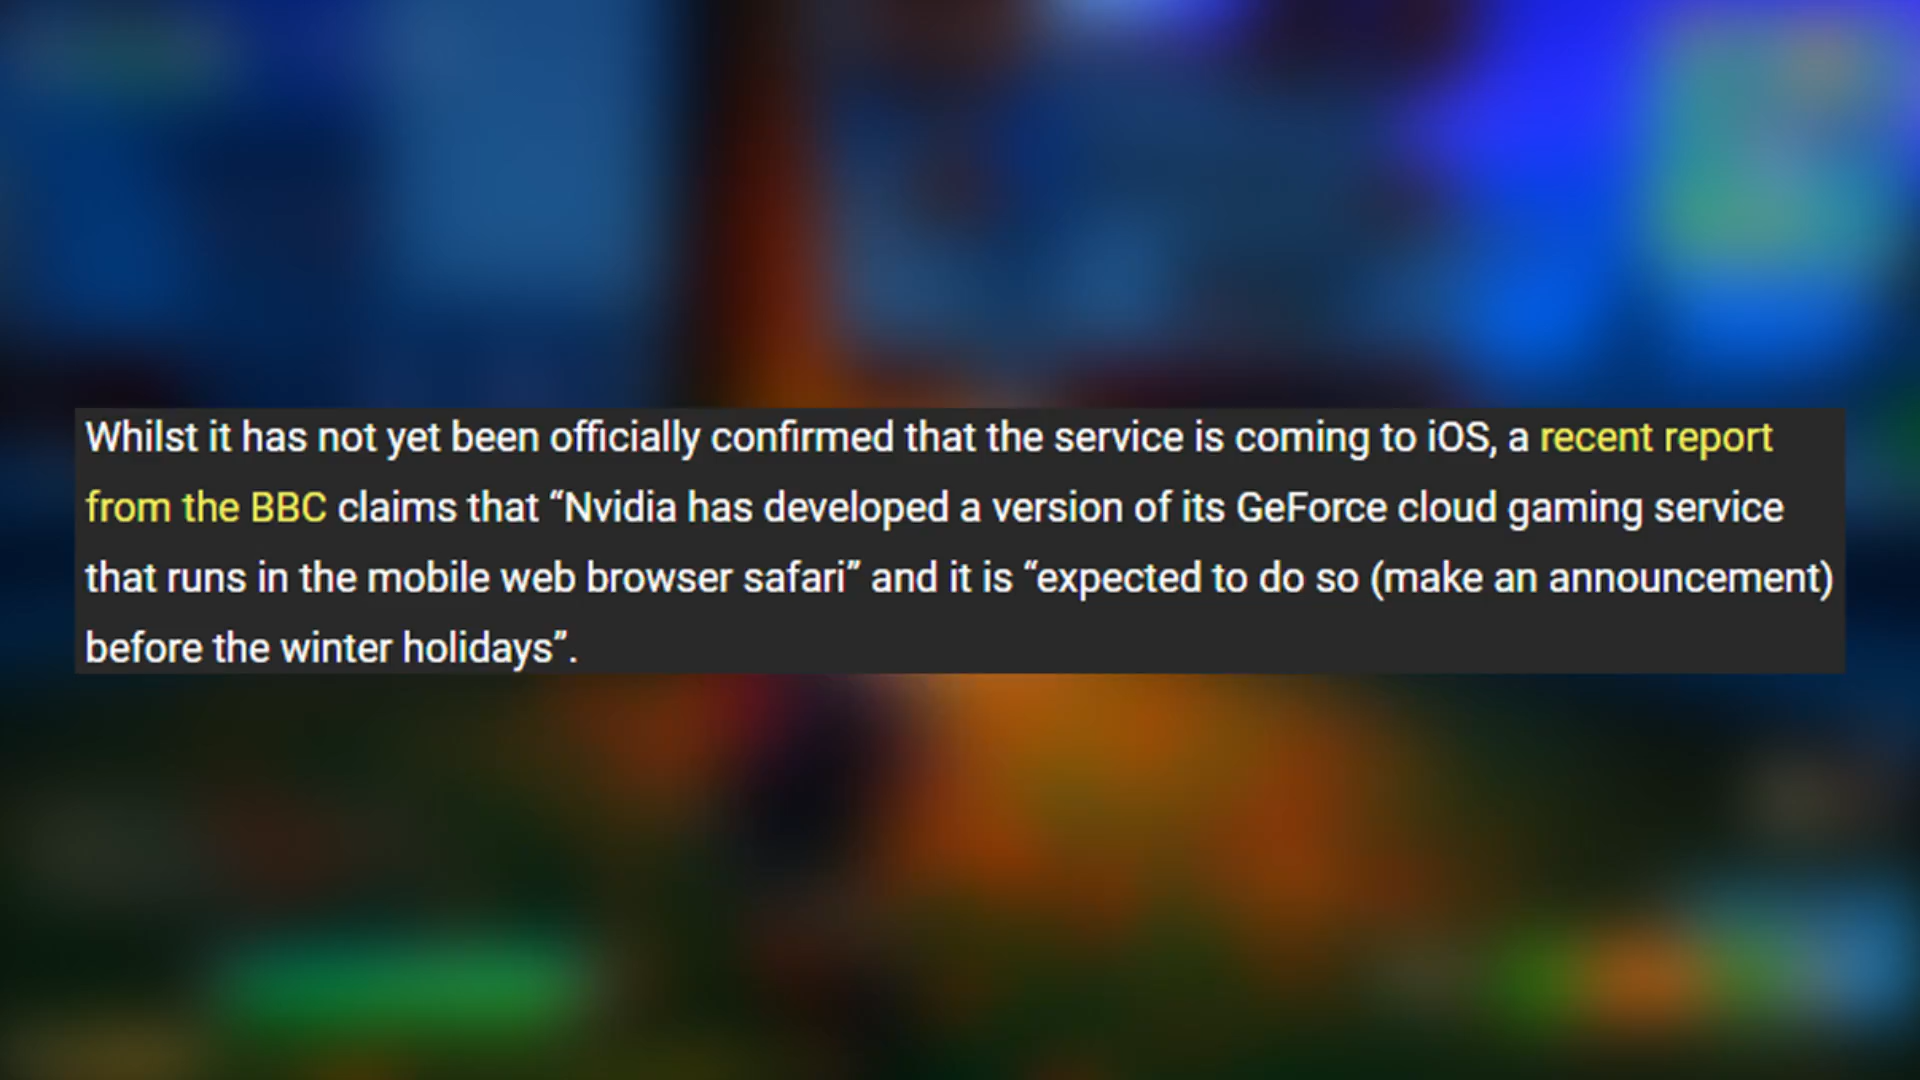 Whilst it has not yet been officially confirmed that the service is coming to iOS, a recent report
from the BBC claims that “Nvidia has developed a version of its GeForce cloud gaming service
that runs in the mobile web browser safari” and it is “expected to do so (make an announcement)
before the winter holidays”.